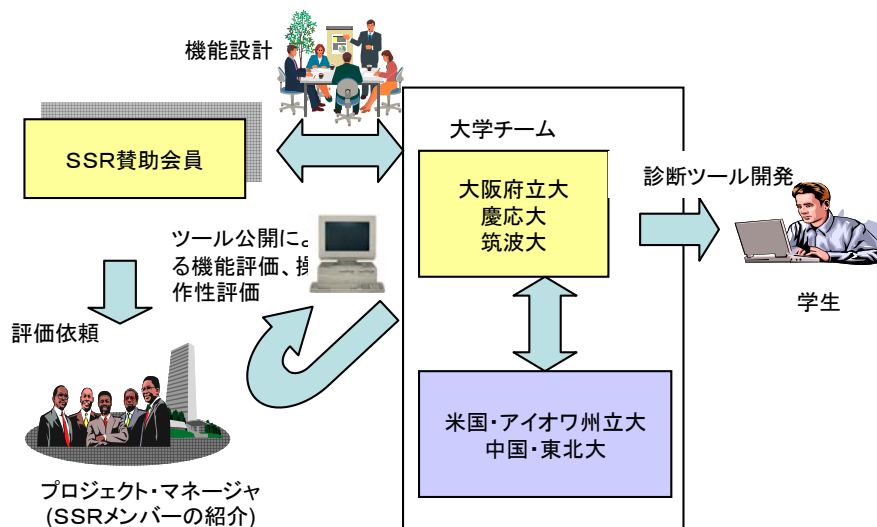 機能設計
SSR賛助会員
大学チーム
大阪府立大
慶応大
筑波大
診断ツール開発
学生
ツール公開によ
る機能評価、操
作性評価
評価依頼
米国・アイオワ州立大
中国・東北大
プロジェクト・マネージャ
(SSRメンバーの紹介)